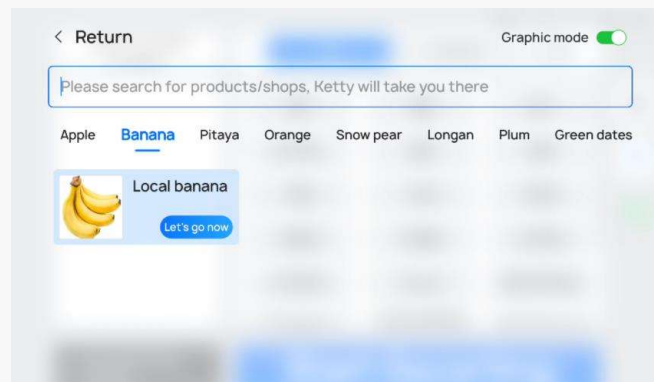 Return
Graphic mode
Please search for products/shops, Ketty will take you there
Apple Banana Pitaya Orange Snow pear Longan Plum Green dates
Local banana
Let's go now